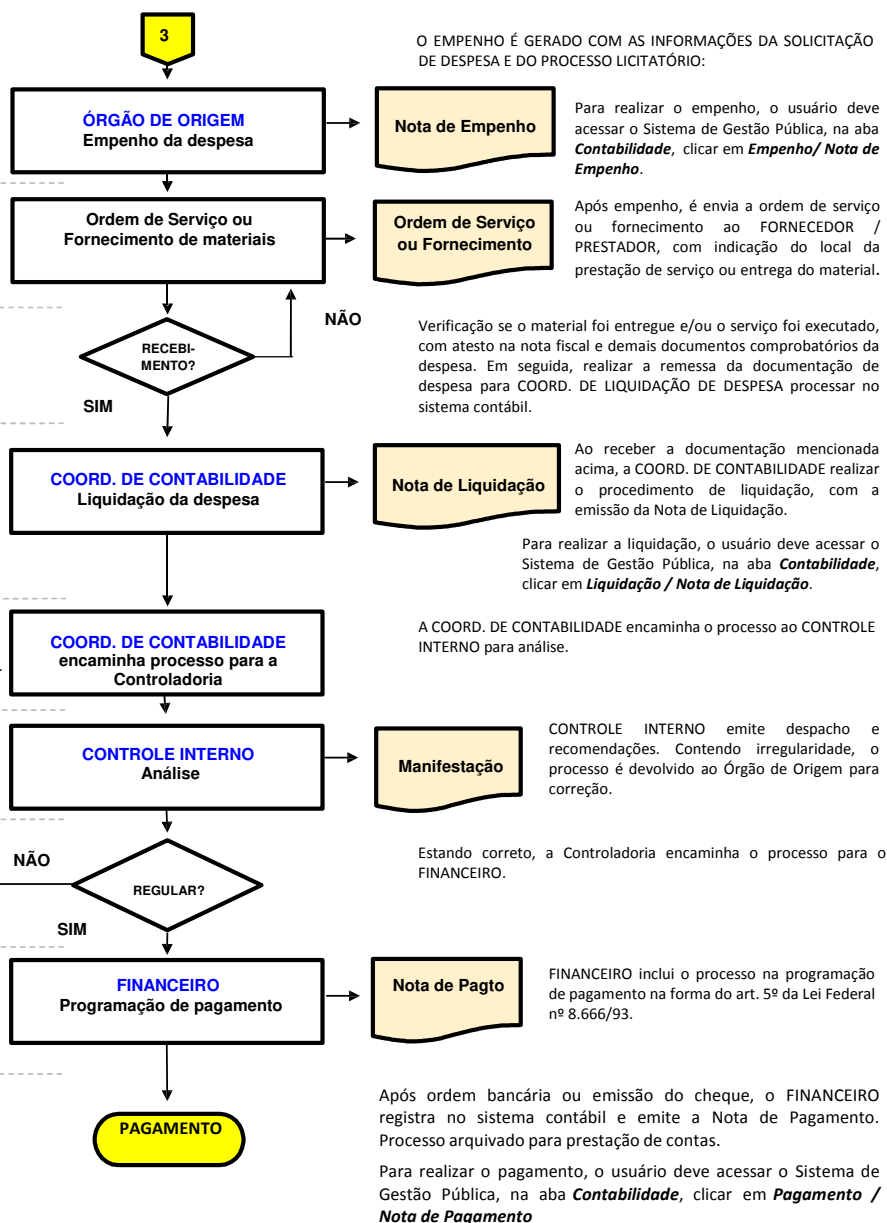 3
O EMPENHO É GERADO COM AS INFORMAÇÕES DA SOLICITAÇÃO
DE DESPESA E DO PROCESSO LICITATÓRIO:
ÓRGÃO DE ORIGEM
Empenho da despesa
Nota de Empenho
Para realizar o empenho, o usuário deve
acessar o Sistema de Gestão Pública, na aba
Contabilidade, clicar em Empenho/ Nota de
Empenho.
Ordem de Serviço ou
Fornecimento de materiais
Ordem de Serviço
ou Fornecimento
Após empenho, é envia a ordem de serviço
ou fornecimento ao FORNECEDOR /
PRESTADOR, com indicação do local da
prestação de serviço ou entrega do material.
NÃO
RECEBI-
MENTO?
SIM
Verificação se o material foi entregue e/ou o serviço foi executado,
com atesto na nota fiscal e demais documentos comprobatórios da
despesa. Em seguida, realizar a remessa da documentação de
despesa para COORD. DE LIQUIDAÇÃO DE DESPESA processar no
sistema contábil.
COORD. DE CONTABILIDADE
Liquidação da despesa
Nota de Liquidação
Ao receber a documentação mencionada
acima, a COORD. DE CONTABILIDADE realizar
o procedimento de liquidação, com a
emissão da Nota de Liquidação.
Para realizar a liquidação, o usuário deve acessar o
Sistema de Gestão Pública, na aba Contabilidade,
clicar em Liquidação / Nota de Liquidação.
COORD. DE CONTABILIDADE
encaminha processo para a
Controladoria
A COORD. DE CONTABILIDADE encaminha o processo ao CONTROLE
INTERNO para análise.
CONTROLE INTERNO
Análise
Manifestação
CONTROLE INTERNO emite despacho e
recomendações. Contendo irregularidade, o
processo é devolvido ao Órgão de Origem para
correção.
NÃO
REGULAR?
SIM
Estando correto, a Controladoria encaminha o processo para o
FINANCEIRO.
FINANCEIRO
Programação de pagamento
Nota de Pagto
FINANCEIRO inclui o processo na programação
de pagamento na forma do art. 5º da Lei Federal
nº 8.666/93.
PAGAMENTO
Após ordem bancária ou emissão do cheque, o FINANCEIRO
registra no sistema contábil e emite a Nota de Pagamento.
Processo arquivado para prestação de contas.
Para realizar o pagamento, o usuário deve acessar o Sistema de
Gestão Pública, na aba Contabilidade, clicar em Pagamento /
Nota de Pagamento